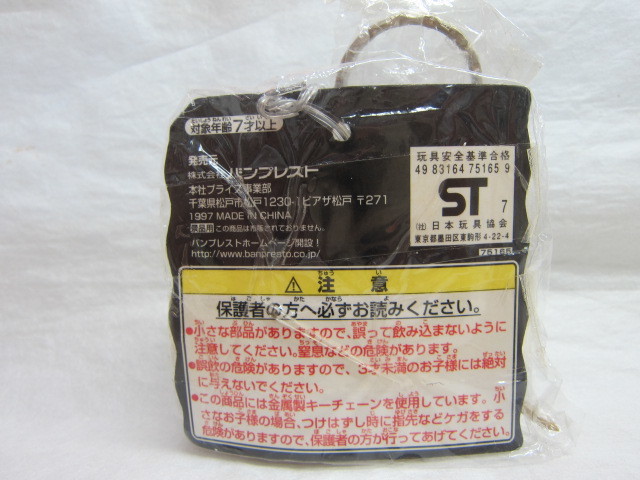 対象年齢7才以上
発売元
株式会社バンプレスト
本社プライズ事業部
千葉県松戸市松戸1230-1 ピアザ松戸 〒271
1997 MADE IN CHINA
景品用 この商品は市販されておりません。
バンプレストホームページ開設!
http://www.banpresto.co.jp/
玩具安全基準合格
49 83164 75165 9
ST 7
(社)日本玩具協会
東京都墨田区東駒形4-22-4
75165
⚠注意
保護者の方へ必ずお読みください。
●小さな部品がありますので、誤って飲み込まないように
注意してください。窒息などの危険があります。
●誤飲の危険がありますので、3才未満のお子様には絶対
に与えないでください。
●この商品には金属製キーチェーンを使用しています。小
さなお子様の場合、つけはずし時に指先などケガをする
危険がありますので、保護者の方が行ってあげてください。